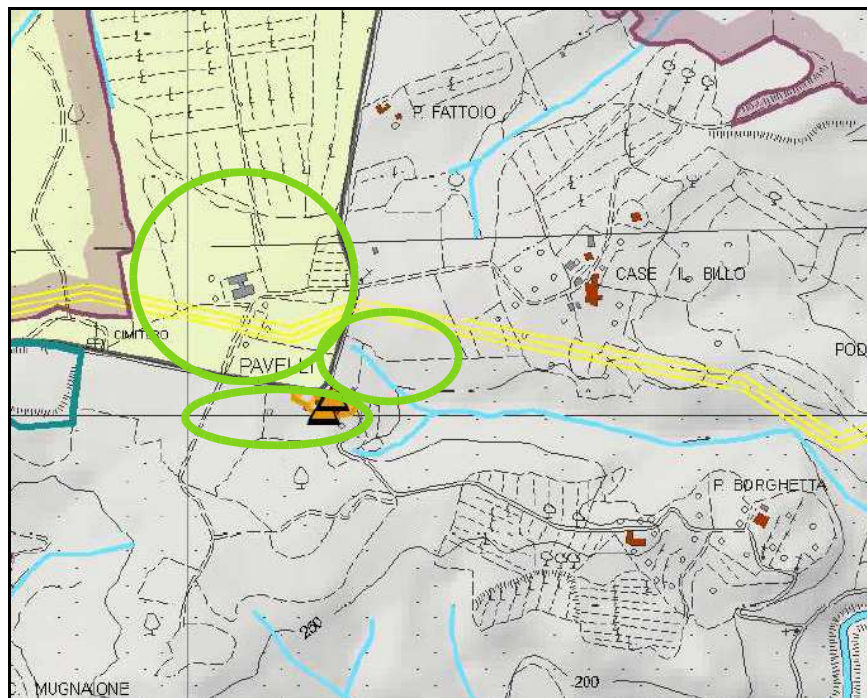 P. FATTOIO
CASE IL BILLO
CIMITERO
PAVELLI
POD
P. BORGHETTA
250
200
MUGNAIONE